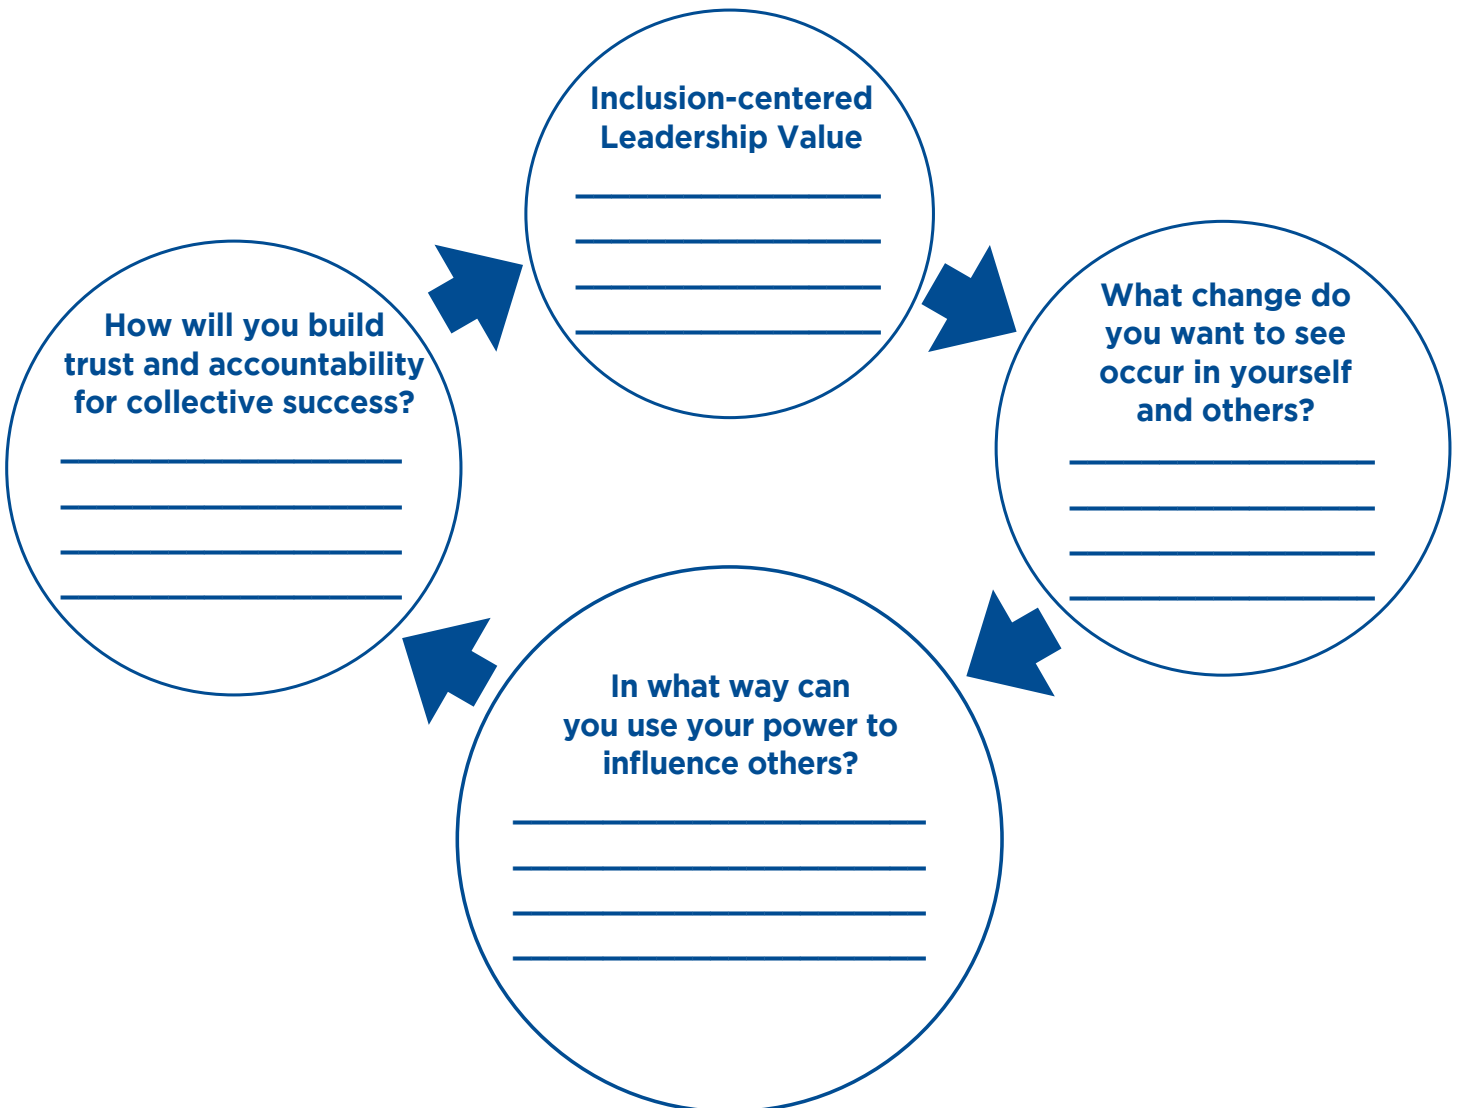 Inclusion-centered
Leadership Value
What change do
you want to see
occur in yourself
and others?
In what way can
you use your power to
influence others?
How will you build
trust and accountability
for collective success?